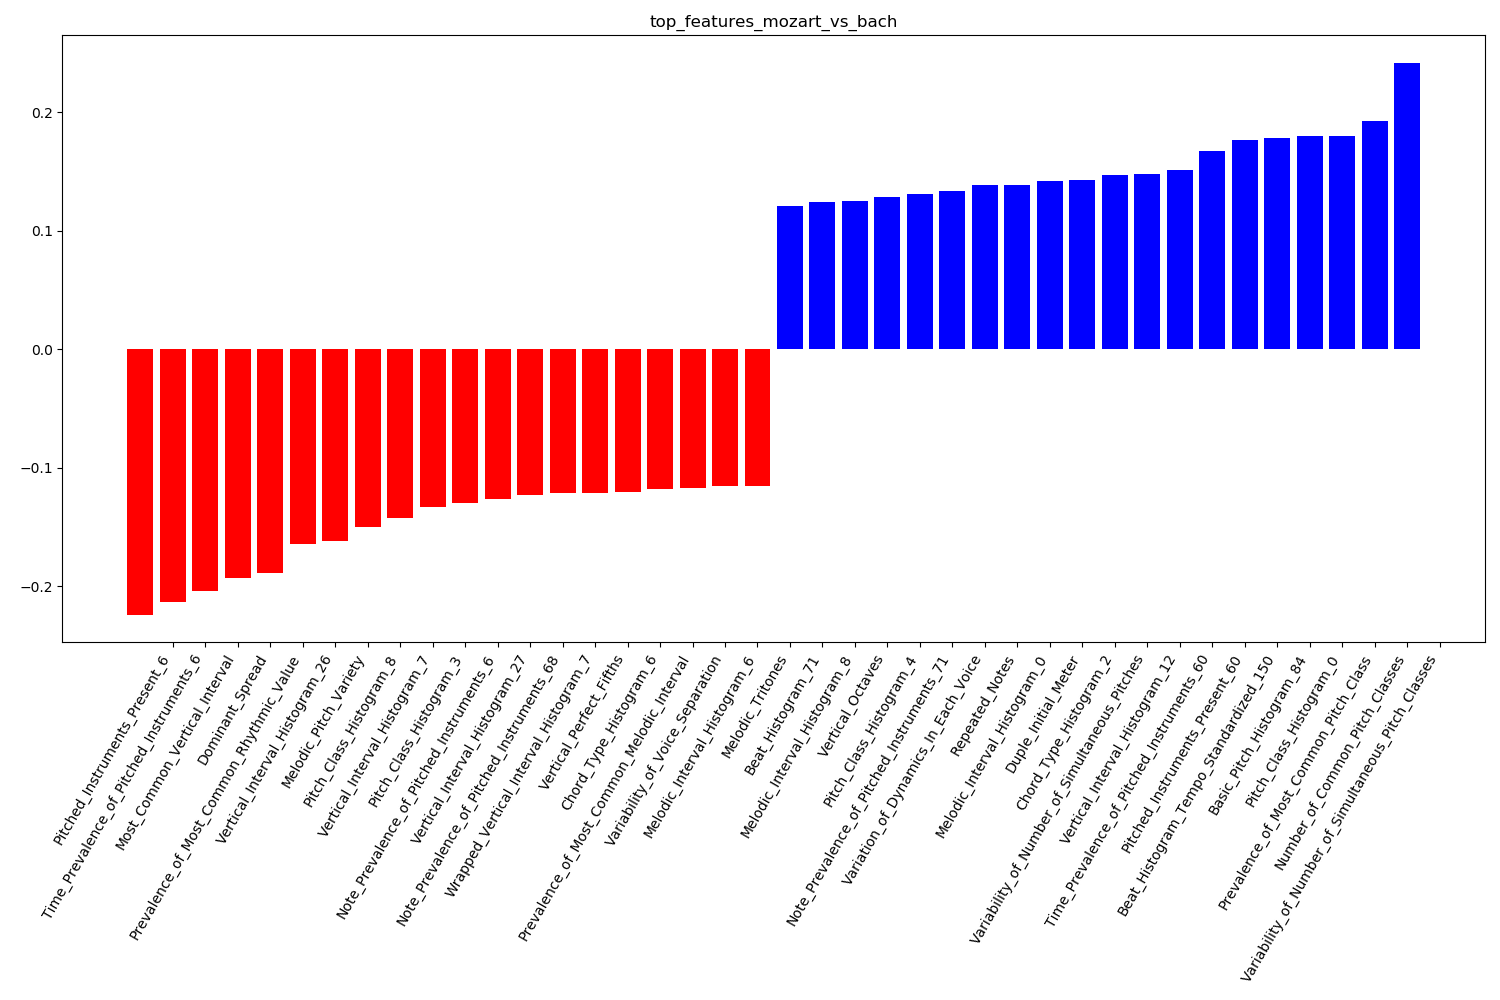 top_features_mozart_vs_bach
0.2
0.1
0.0
−0.1
−0.2
Pitched_Instruments_Present_6
Time_Prevalence_of_Pitched_Instruments_6
Most_Common_Vertical_Interval
Dominant_Spread
Prevalence_of_Most_Common_Rhythmic_Value
Vertical_Interval_Histogram_26
Melodic_Pitch_Variety
Pitch_Class_Histogram_8
Vertical_Interval_Histogram_7
Pitch_Class_Histogram_3
Note_Prevalence_of_Pitched_Instruments_6
Vertical_Interval_Histogram_27
Note_Prevalence_of_Pitched_Instruments_68
Wrapped_Vertical_Interval_Histogram_7
Vertical_Perfect_Fifths
Chord_Type_Histogram_6
Prevalence_of_Most_Common_Melodic_Interval
Variability_of_Voice_Separation
Melodic_Interval_Histogram_6
Melodic_Tritones
Beat_Histogram_71
Melodic_Interval_Histogram_8
Vertical_Octaves
Pitch_Class_Histogram_4
Note_Prevalence_of_Pitched_Instruments_71
Variation_of_Dynamics_In_Each_Voice
Repeated_Notes
Melodic_Interval_Histogram_0
Duple_Initial_Meter
Chord_Type_Histogram_2
Variability_of_Number_of_Simultaneous_Pitches
Vertical_Interval_Histogram_12
Time_Prevalence_of_Pitched_Instruments_60
Pitched_Instruments_Present_60
Beat_Histogram_Tempo_Standardized_150
Basic_Pitch_Histogram_84
Pitch_Class_Histogram_0
Prevalence_of_Most_Common_Pitch_Class
Number_of_Common_Pitch_Classes
Variability_of_Number_of_Simultaneous_Pitch_Classes